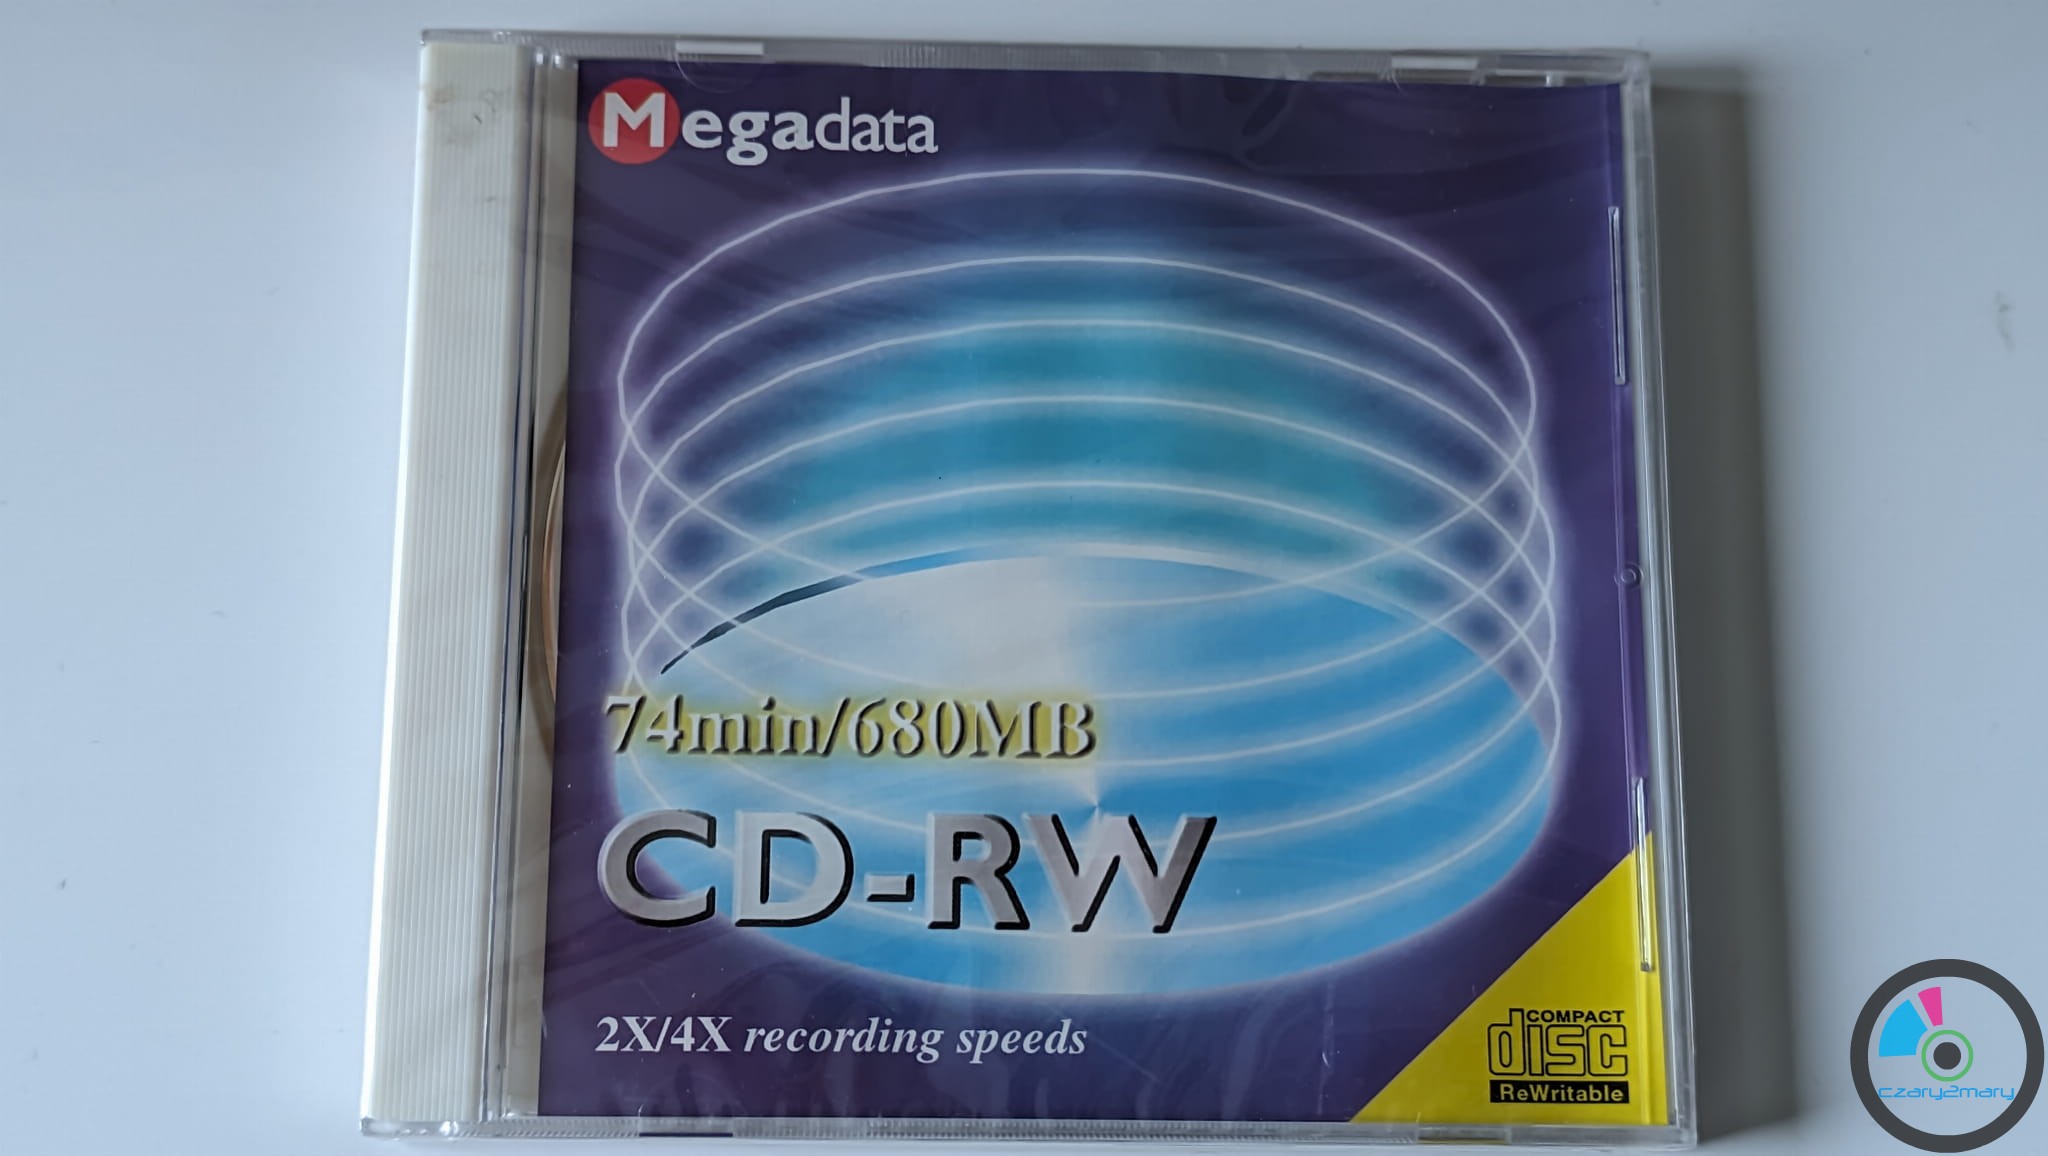 Megadata
74min/680MB
CD-RW
2X/4X recording speeds
COMPACT
disc
ReWritable
czary2mary